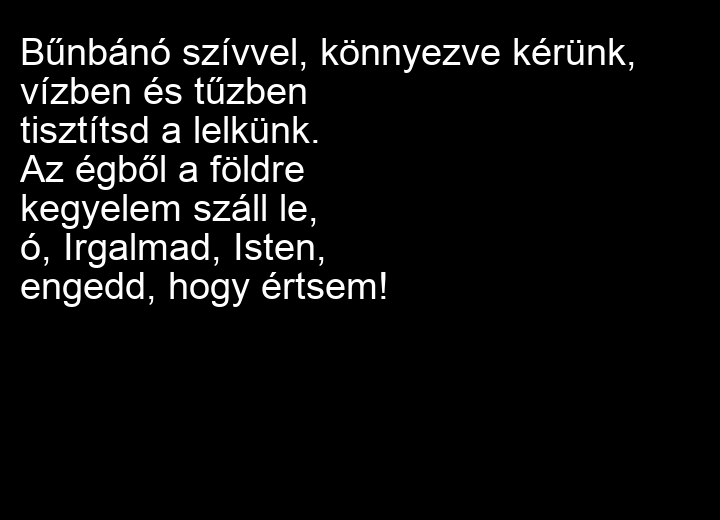 Bűnbánó szívvel, könnyezve kérünk,
vízben és tűzben
tisztítsd a lelkünk.
Az égből a földre
kegyelem száll le,
ó, Irgalmad, Isten,
engedd, hogy értsem!